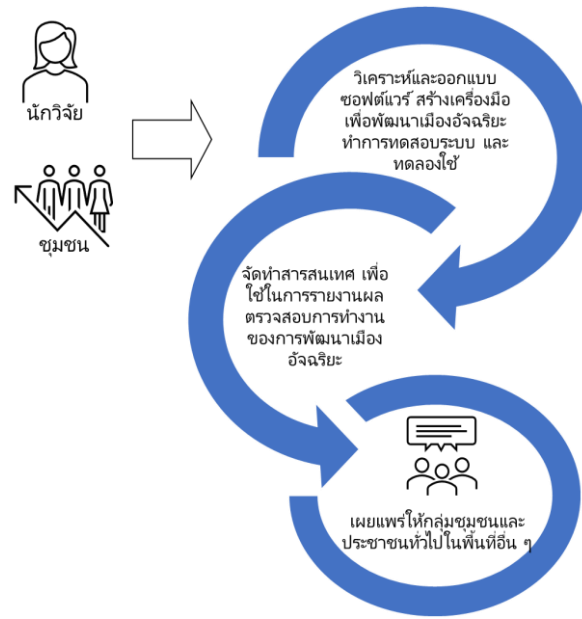 นักวิจัย
ชุมชน
วิเคราะห์และออกแบบ
ซอฟต์แวร์ สร้างเครื่องมือ
เพื่อพัฒนาเมืองอัจฉริยะ
ทำการทดสอบระบบ และ
ทดลองใช้
จัดทำสารสนเทศ เพื่อ
ใช้ในการรายงานผล
ตรวจสอบการทำงาน
ของการพัฒนาเมือง
อัจฉริยะ
เผยแพร่ให้กลุ่มชุมชนและ
ประชาชนทั่วไปในพื้นที่อื่น ๆ